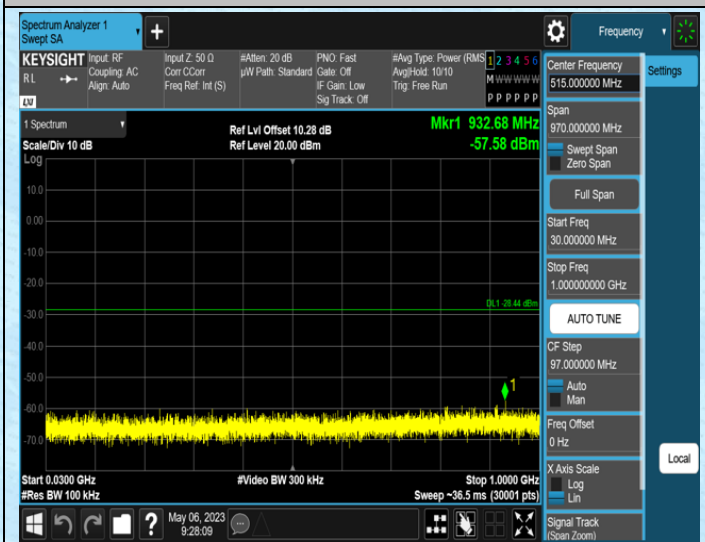 Spectrum Analyzer 1
Swept SA
Frequency
KEYSIGHT
RL
LXI
Input: RF
Coupling: AC
Align: Auto
Input Z: 50 Ω
Corr CCorr
Freq Ref: Int (S)
#Atten: 20 dB
µW Path: Standard
PNO: Fast
Gate: Off
IF Gain: Low
Sig Track: Off
#Avg Type: Power (RMS
Avg|Hold: 10/10
Trig: Free Run
1 2 3 4 5 6
M W W W W W
P P P P P P
1 Spectrum
Scale/Div 10 dB
Log
Ref Lvl Offset 10.28 dB
Ref Level 20.00 dBm
Mkr1 932.68 MHz
-57.58 dBm
10.0
0.00
-10.0
-20.0
DL1 -28.44 dBm
-30.0
-40.0
-50.0
1
-60.0
-70.0
Start 0.0300 GHz
#Res BW 100 kHz
#Video BW 300 kHz
Stop 1.0000 GHz
Sweep ~36.5 ms (30001 pts)
?
May 06, 2023
9:28:09
Center Frequency
515.000000 MHz
Settings
Span
970.000000 MHz
Swept Span
Zero Span
Full Span
Start Freq
30.000000 MHz
Stop Freq
1.000000000 GHz
AUTO TUNE
CF Step
97.000000 MHz
Auto
Man
Freq Offset
0 Hz
Local
X Axis Scale
Log
Lin
Signal Track
(Span Zoom)